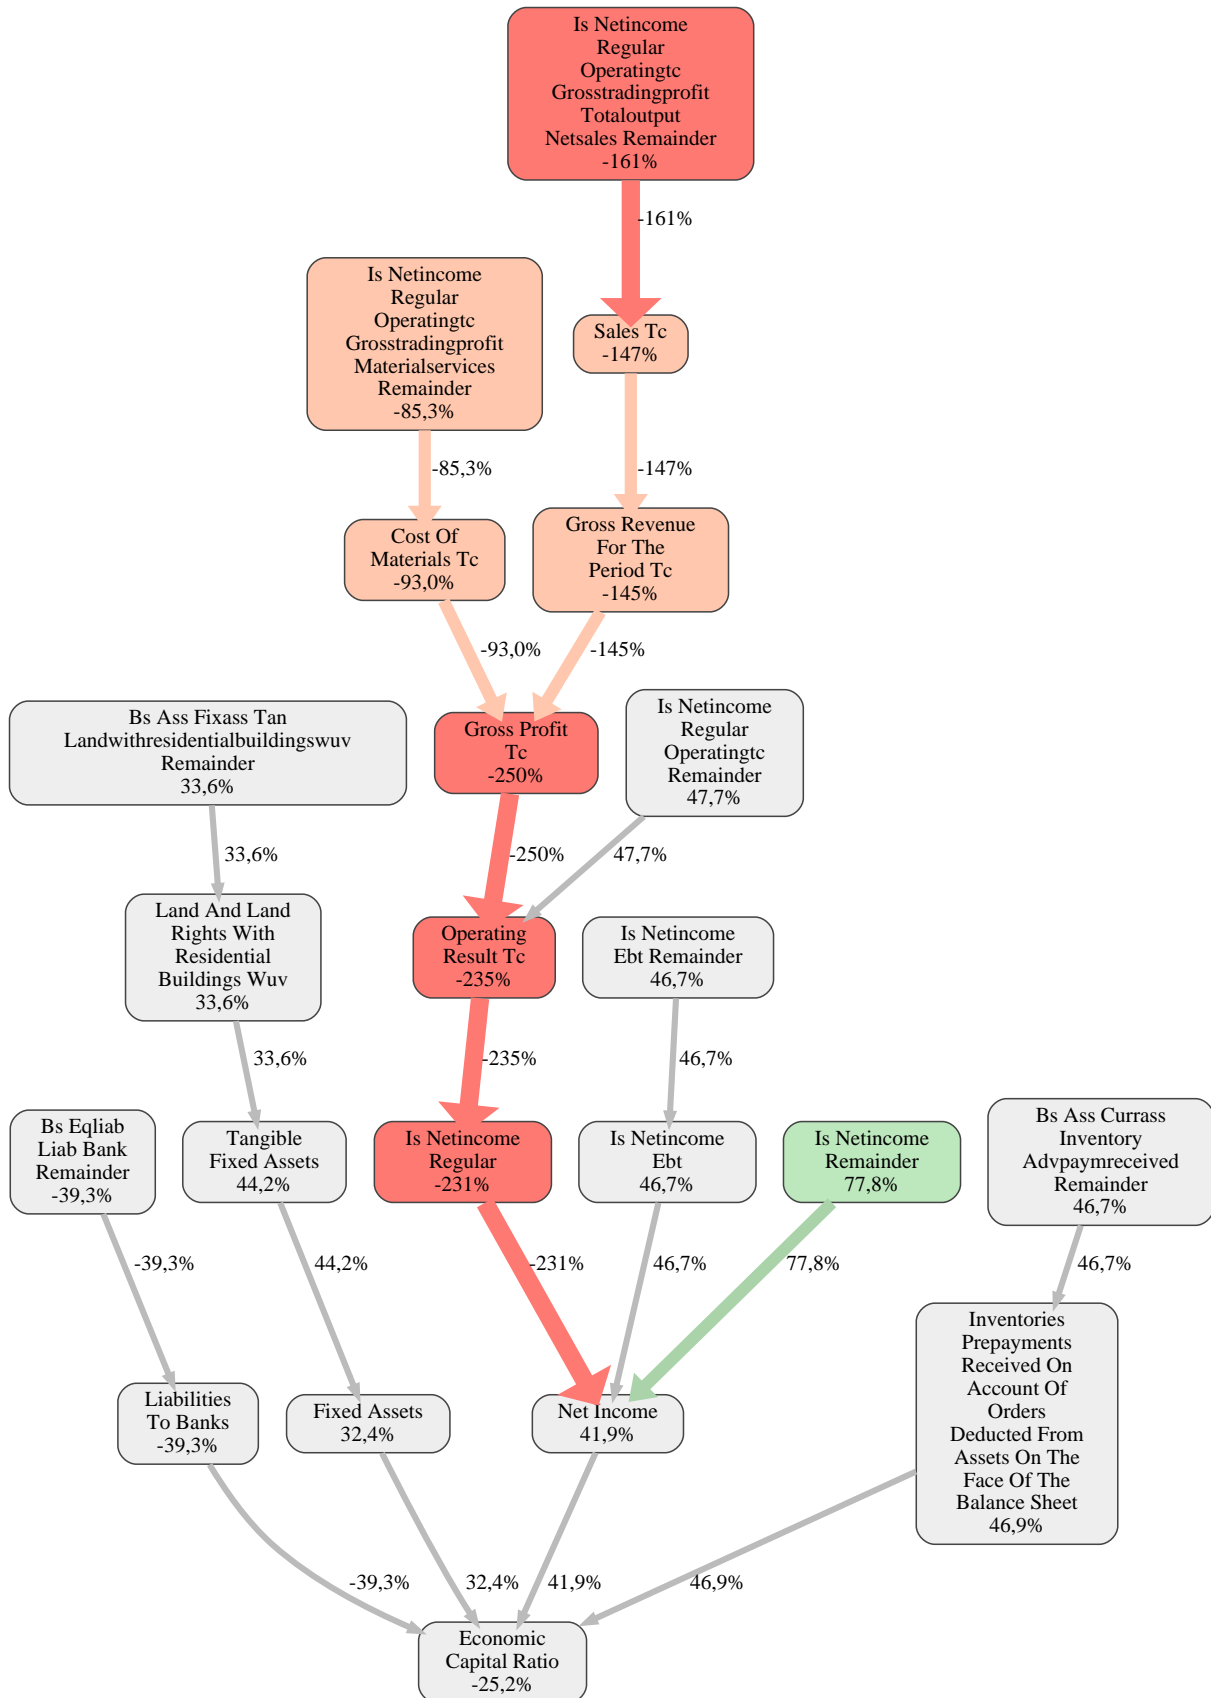 Is Netincome
Regular
Operatingtc
Grosstradingprofit
Totaloutput
Netsales Remainder
-161%
-161%
Is Netincome
Regular
Operatingtc
Grosstradingprofit
Materialservices
Remainder
-85,3%
Sales Tc
-147%
-85,3%
-147%
Cost Of
Materials Tc
-93,0%
Gross Revenue
For The
Period Tc
-145%
-93,0%
-145%
Bs Ass Fixass Tan
Landwithresidentialbuildingswuv
Remainder
33,6%
Gross Profit
Tc
-250%
Is Netincome
Regular
Operatingtc
Remainder
47,7%
33,6%
-250%
47,7%
Land And Land
Rights With
Residential
Buildings Wuv
33,6%
Operating
Result Tc
-235%
Is Netincome
Ebt Remainder
46,7%
33,6%
-235%
46,7%
Bs Eqliab
Liab Bank
Remainder
-39,3%
Tangible
Fixed Assets
44,2%
Is Netincome
Regular
-231%
Is Netincome
Ebt
46,7%
Is Netincome
Remainder
77,8%
Bs Ass Currass
Inventory
Advpaymreceived
Remainder
46,7%
-39,3%
44,2%
-231%
46,7%
77,8%
46,7%
Liabilities
To Banks
-39,3%
Fixed Assets
32,4%
Net Income
41,9%
Inventories
Prepayments
Received On
Account Of
Orders
Deducted From
Assets On The
Face Of The
Balance Sheet
46,9%
-39,3%
32,4%
41,9%
46,9%
Economic
Capital Ratio
-25,2%